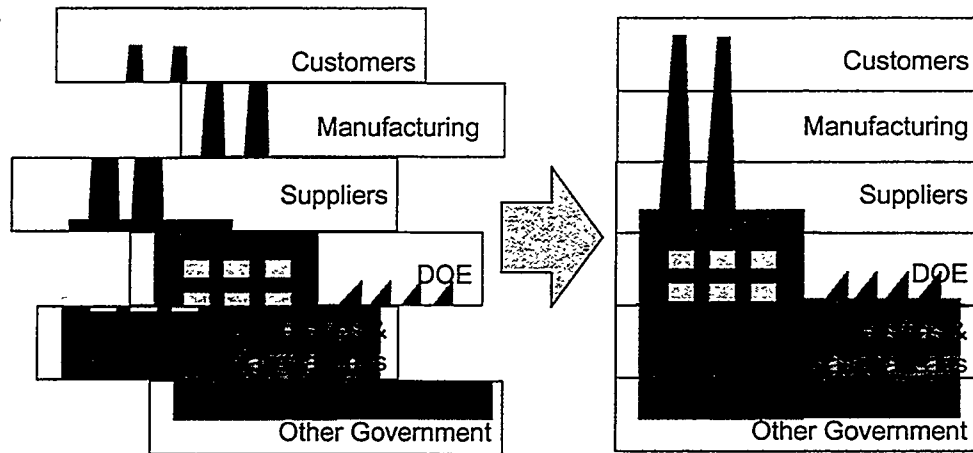 Customers
Manufacturing
Suppliers
DOE
&
Other Government
Customers
Manufacturing
Suppliers
DOE
&
Other Government